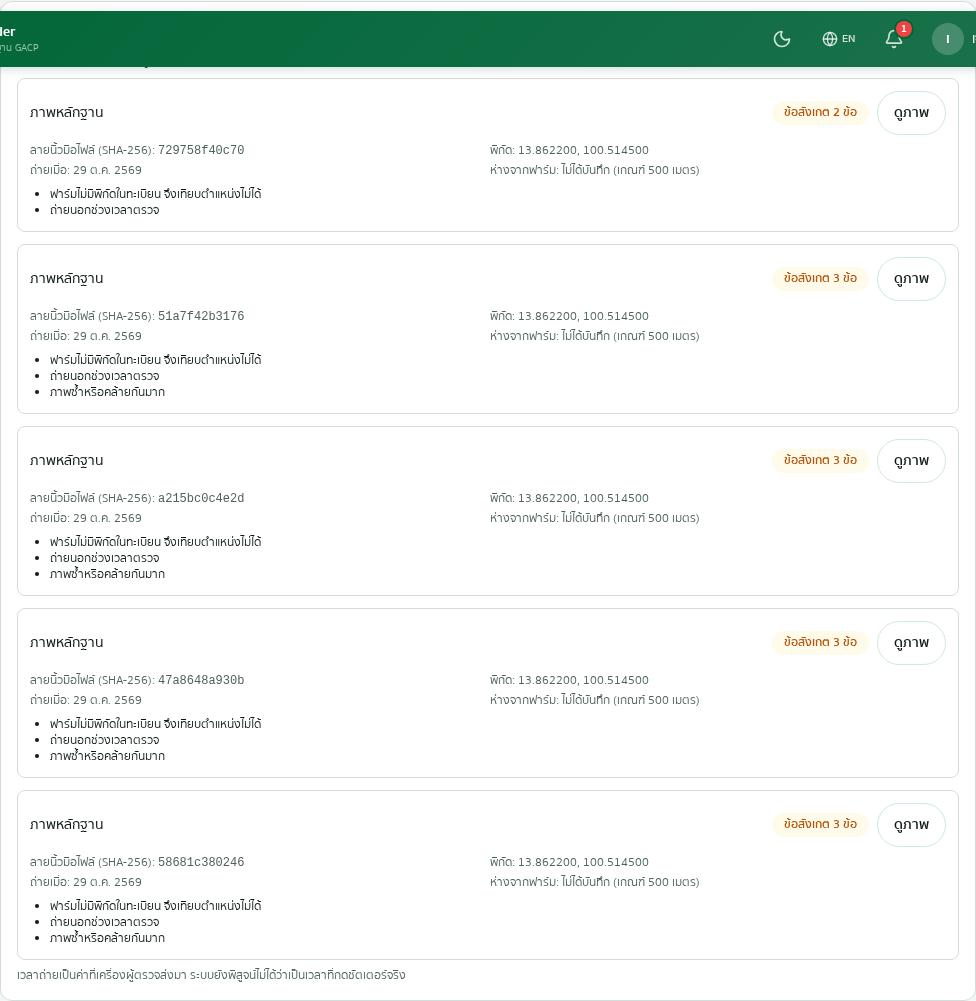 der
EN
1
I
ฐาน GACP
ภาพหลักฐาน
ข้อสังเกต 2 ข้อ
ดูภาพ
ลายนิ้วมือไฟล์ (SHA-256): 729758f40c70
พิกัด: 13.862200, 100.514500
ถ่ายเมื่อ: 29 ต.ค. 2569
ห่างจากฟาร์ม: ไม่ได้บันทึก (เกณฑ์ 500 เมตร)
• ฟาร์มไม่มีพิกัดในทะเบียน จึงเทียบตำแหน่งไม่ได้
• ถ่ายนอกช่วงเวลาตรวจ
ภาพหลักฐาน
ข้อสังเกต 3 ข้อ
ดูภาพ
ลายนิ้วมือไฟล์ (SHA-256): 51a7f42b3176
พิกัด: 13.862200, 100.514500
ถ่ายเมื่อ: 29 ต.ค. 2569
ห่างจากฟาร์ม: ไม่ได้บันทึก (เกณฑ์ 500 เมตร)
• ฟาร์มไม่มีพิกัดในทะเบียน จึงเทียบตำแหน่งไม่ได้
• ถ่ายนอกช่วงเวลาตรวจ
• ภาพซ้ำหรือคล้ายกันมาก
ภาพหลักฐาน
ข้อสังเกต 3 ข้อ
ดูภาพ
ลายนิ้วมือไฟล์ (SHA-256): a215bc0c4e2d
พิกัด: 13.862200, 100.514500
ถ่ายเมื่อ: 29 ต.ค. 2569
ห่างจากฟาร์ม: ไม่ได้บันทึก (เกณฑ์ 500 เมตร)
• ฟาร์มไม่มีพิกัดในทะเบียน จึงเทียบตำแหน่งไม่ได้
• ถ่ายนอกช่วงเวลาตรวจ
• ภาพซ้ำหรือคล้ายกันมาก
ภาพหลักฐาน
ข้อสังเกต 3 ข้อ
ดูภาพ
ลายนิ้วมือไฟล์ (SHA-256): 47a8648a930b
พิกัด: 13.862200, 100.514500
ถ่ายเมื่อ: 29 ต.ค. 2569
ห่างจากฟาร์ม: ไม่ได้บันทึก (เกณฑ์ 500 เมตร)
• ฟาร์มไม่มีพิกัดในทะเบียน จึงเทียบตำแหน่งไม่ได้
• ถ่ายนอกช่วงเวลาตรวจ
• ภาพซ้ำหรือคล้ายกันมาก
ภาพหลักฐาน
ข้อสังเกต 3 ข้อ
ดูภาพ
ลายนิ้วมือไฟล์ (SHA-256): 58681c380246
พิกัด: 13.862200, 100.514500
ถ่ายเมื่อ: 29 ต.ค. 2569
ห่างจากฟาร์ม: ไม่ได้บันทึก (เกณฑ์ 500 เมตร)
• ฟาร์มไม่มีพิกัดในทะเบียน จึงเทียบตำแหน่งไม่ได้
• ถ่ายนอกช่วงเวลาตรวจ
• ภาพซ้ำหรือคล้ายกันมาก
เวลาถ่ายเป็นค่าที่เครื่องผู้ตรวจส่งมา ระบบยังพิสูจน์ไม่ได้ว่าเป็นเวลาที่กดชัตเตอร์จริง